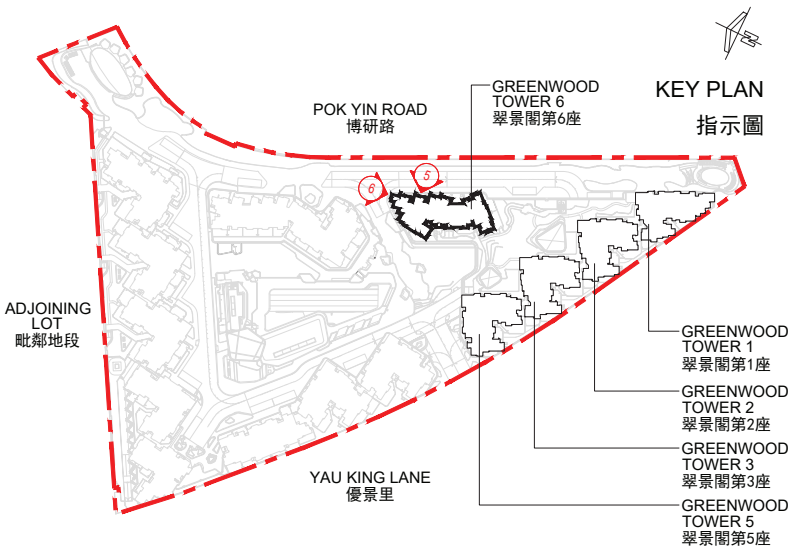 N
KEY PLAN
指示圖
GREENWOOD
TOWER 6
翠景閣第6座
POK YIN ROAD
博研路
5
6
ADJOINING
LOT
毗鄰地段
GREENWOOD
TOWER 1
翠景閣第1座
GREENWOOD
TOWER 2
翠景閣第2座
GREENWOOD
TOWER 3
翠景閣第3座
GREENWOOD
TOWER 5
翠景閣第5座
YAU KING LANE
優景里